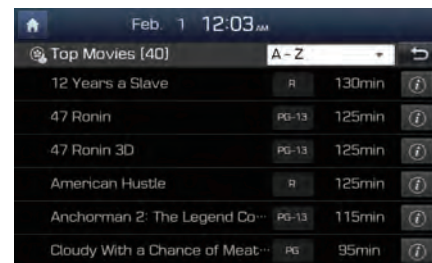 Feb. 1 12:03 AM
Top Movies (40) A - Z
12 Years a Slave R 130min
47 Ronin PG-13 125min
47 Ronin 3D PG-13 125min
American Hustle R 125min
Anchorman 2: The Legend Co··· PG-13 115min
Cloudy With a Chance of Meat··· PG 95min